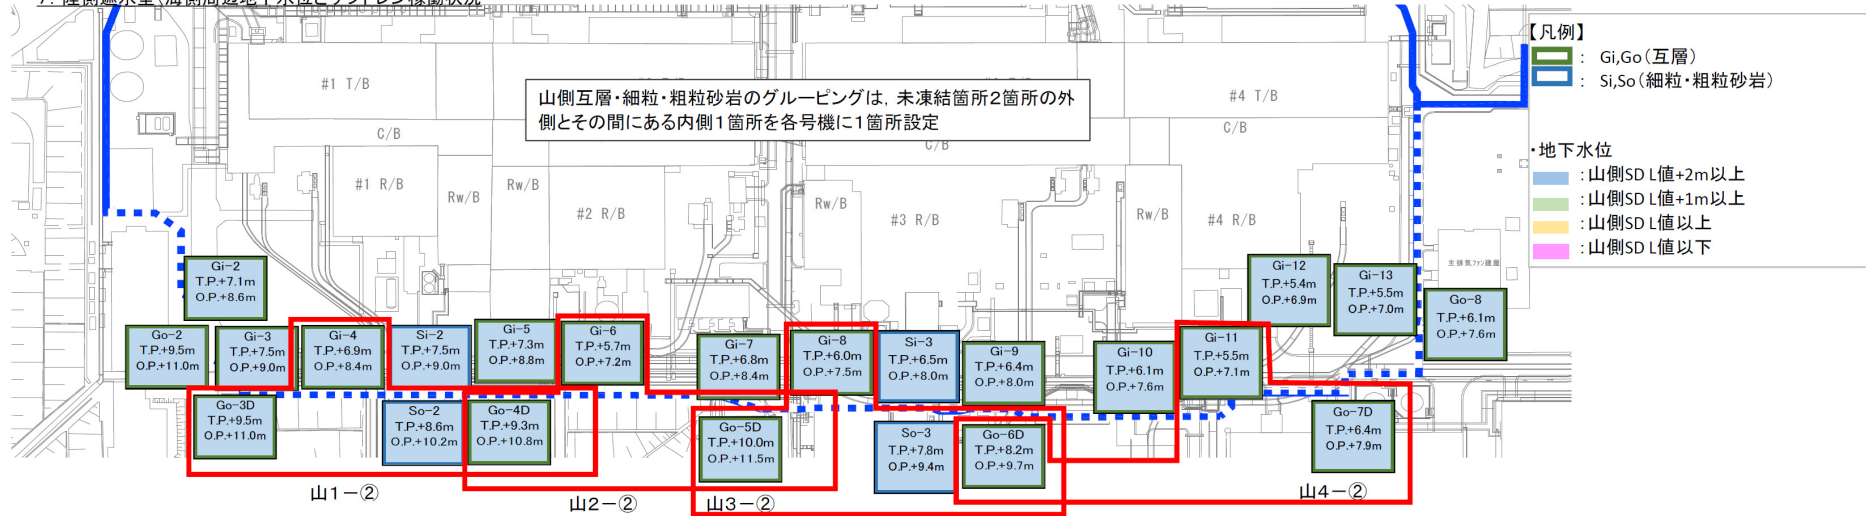 #1 T/B
山側互層・細粒・粗粒砂岩のグルーピングは，未凍結箇所2箇所の外
側とその間にある内側1箇所を各号機に1箇所設定
#4 T/B
C/B
C/B
C/B
#1 R/B
Rw/B
Rw/B
#2 R/B
Rw/B
#3 R/B
Rw/B
#4 R/B
【凡例】
： Gi,Go（互層）
： Si,So（細粒・粗粒砂岩）
・地下水位
：山側SD L値+2m以上
：山側SD L値+1m以上
：山側SD L値以上
：山側SD L値以下
主排気ファン建屋
Gi-2
T.P.+7.1m
O.P.+8.6m
Gi-12
T.P.+5.4m
O.P.+6.9m
Gi-13
T.P.+5.5m
O.P.+7.0m
Go-8
T.P.+6.1m
O.P.+7.6m
Go-2
T.P.+9.5m
O.P.+11.0m
Gi-3
T.P.+7.5m
O.P.+9.0m
Gi-4
T.P.+6.9m
O.P.+8.4m
Si-2
T.P.+7.5m
O.P.+9.0m
Gi-5
T.P.+7.3m
O.P.+8.8m
Gi-6
T.P.+5.7m
O.P.+7.2m
Gi-7
T.P.+6.8m
O.P.+8.4m
Gi-8
T.P.+6.0m
O.P.+7.5m
Si-3
T.P.+6.5m
O.P.+8.0m
Gi-9
T.P.+6.4m
O.P.+8.0m
Gi-10
T.P.+6.1m
O.P.+7.6m
Gi-11
T.P.+5.5m
O.P.+7.1m
Go-3D
T.P.+9.5m
O.P.+11.0m
So-2
T.P.+8.6m
O.P.+10.2m
Go-4D
T.P.+9.3m
O.P.+10.8m
Go-5D
T.P.+10.0m
O.P.+11.5m
So-3
T.P.+7.8m
O.P.+9.4m
Go-6D
T.P.+8.2m
O.P.+9.7m
Go-7D
T.P.+6.4m
O.P.+7.9m
山1－②
山2－②
山3－②
山4－②